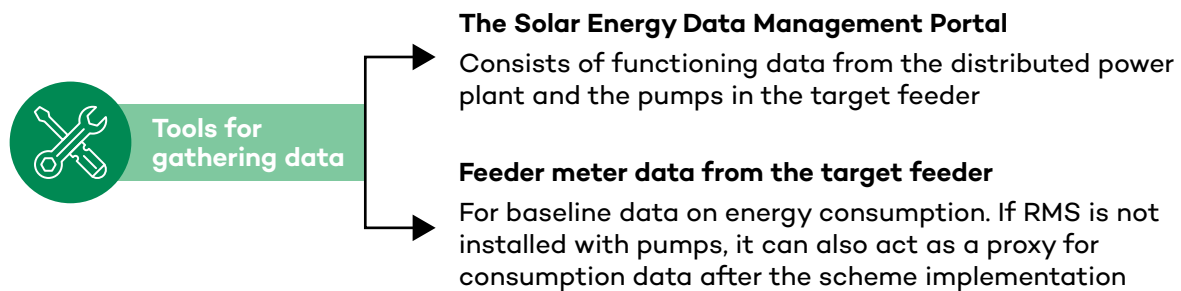 The Solar Energy Data Management Portal
Consists of functioning data from the distributed power
plant and the pumps in the target feeder
Tools for
gathering data
Feeder meter data from the target feeder
For baseline data on energy consumption. If RMS is not
installed with pumps, it can also act as a proxy for
consumption data after the scheme implementation